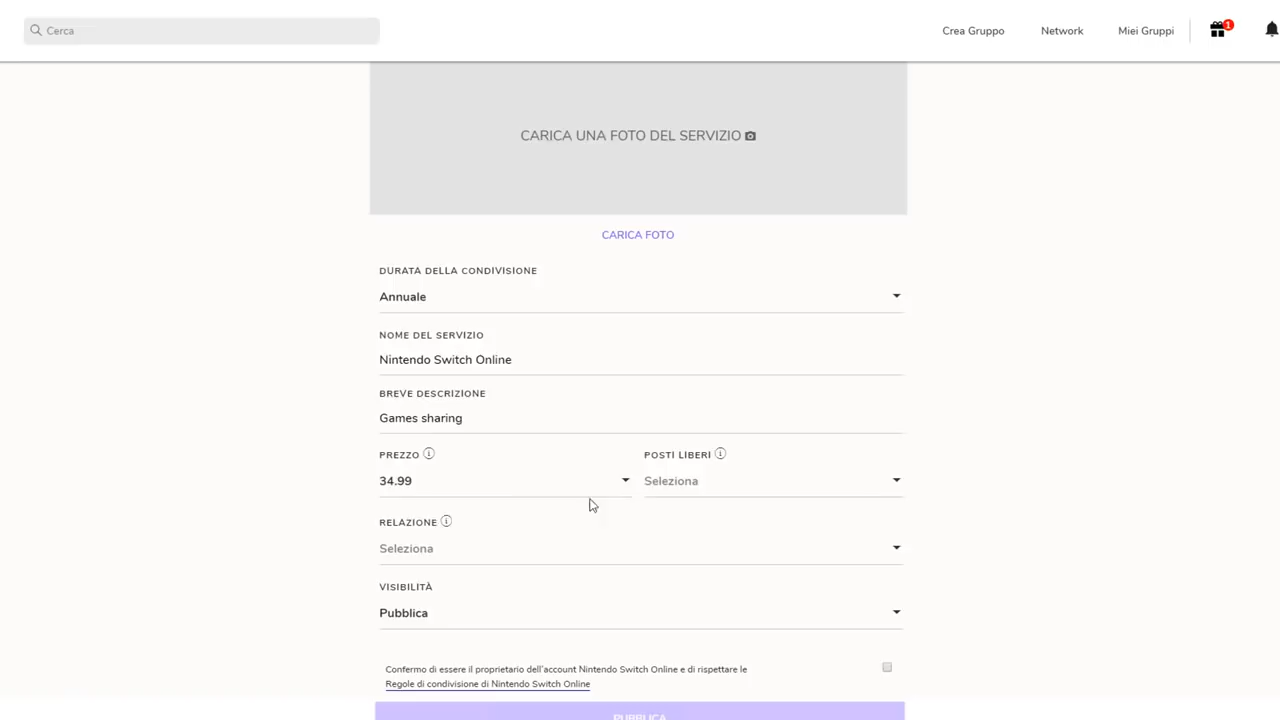 Cerca
Crea Gruppo
Network
Miei Gruppi
1
CARICA UNA FOTO DEL SERVIZIO
CARICA FOTO
DURATA DELLA CONDIVISIONE
Annuale
NOME DEL SERVIZIO
Nintendo Switch Online
BREVE DESCRIZIONE
Games sharing
PREZZO
POSTI LIBERI
34.99
Seleziona
RELAZIONE
Seleziona
VISIBILITÀ
Pubblica
Confermo di essere il proprietario dell'account Nintendo Switch Online e di rispettare le
Regole di condivisione di Nintendo Switch Online
PUBBLICA